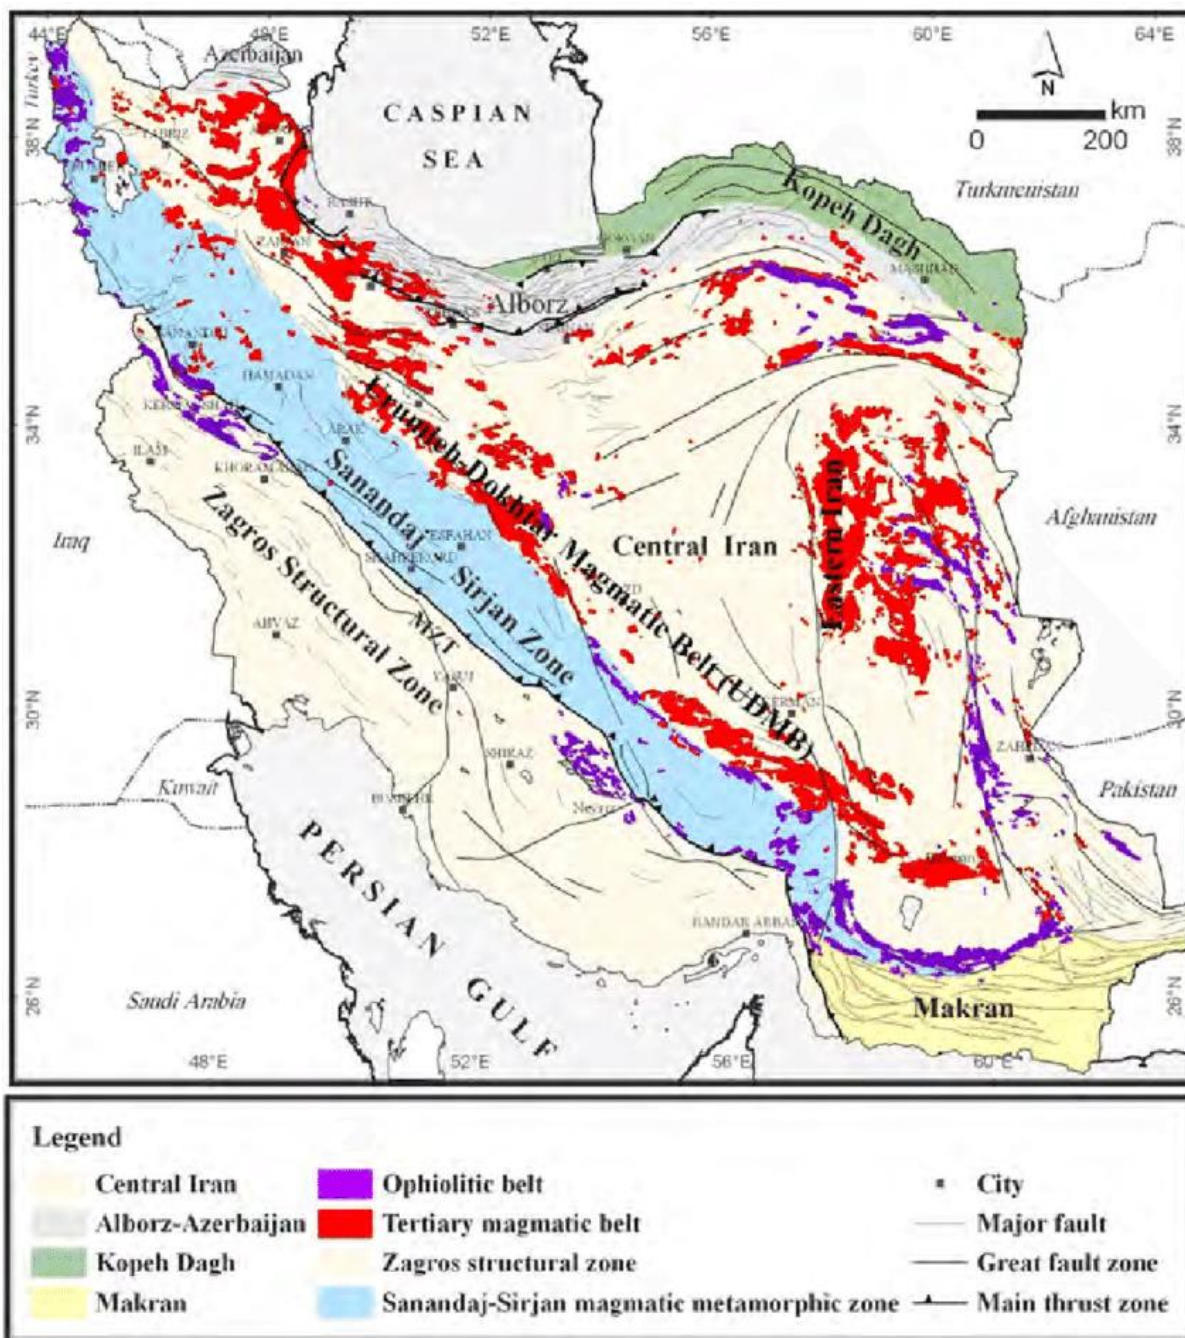 44°E
48°E
52°E
56°E
60°E
64°E
Azerbaijan
CASPIAN
SEA
N
km
0 200
38°N
38°N
Turkmenistan
Kopeh Dagh
TABRIZ
RASHT
MASHHAD
Alborz
SANANDAJ
HAMADAN
34°N
34°N
ARAK
ILAM
Urumieh-Dokhtar Magmatic Belt (UDMB)
Sanandaj Sirjan Zone
Zagros Structural Zone
Iraq
ESFAHAN
SHAHREKORD
Central Iran
Eastern Iran
Afghanistan
AHVAZ
MZT
30°N
30°N
KERMAN
SHIRAZ
Kuwait
Pakistan
PERSIAN GULF
BANDAR ABBAS
Makran
Saudi Arabia
26°N
26°N
48°E
52°E
56°E
60°E
Legend
Central Iran
Alborz-Azerbaijan
Kopeh Dagh
Makran
Ophiolitic belt
Tertiary magmatic belt
Zagros structural zone
Sanandaj-Sirjan magmatic metamorphic zone
City
Major fault
Great fault zone
Main thrust zone